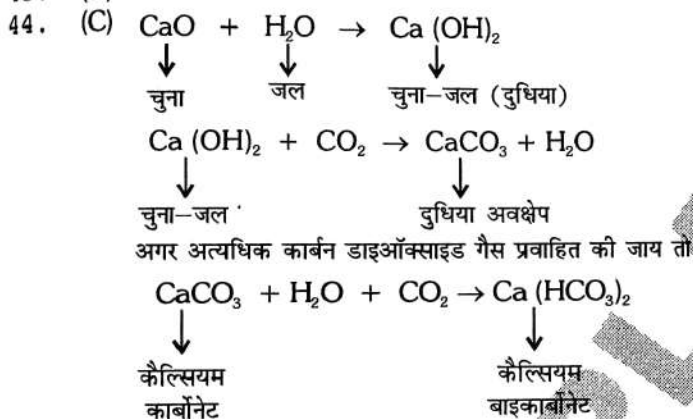 44. (C) CaO + H₂O → Ca (OH)₂
चुना जल चुना-जल (दुधिया)
Ca (OH)₂ + CO₂ → CaCO₃ + H₂O
चुना-जल दुधिया अवक्षेप
अगर अत्यधिक कार्बन डाइऑक्साइड गैस प्रवाहित की जाय तो
CaCO₃ + H₂O + CO₂ → Ca (HCO₃)₂
कैल्सियम कैल्सियम
कार्बोनेट बाइकार्बोनेट